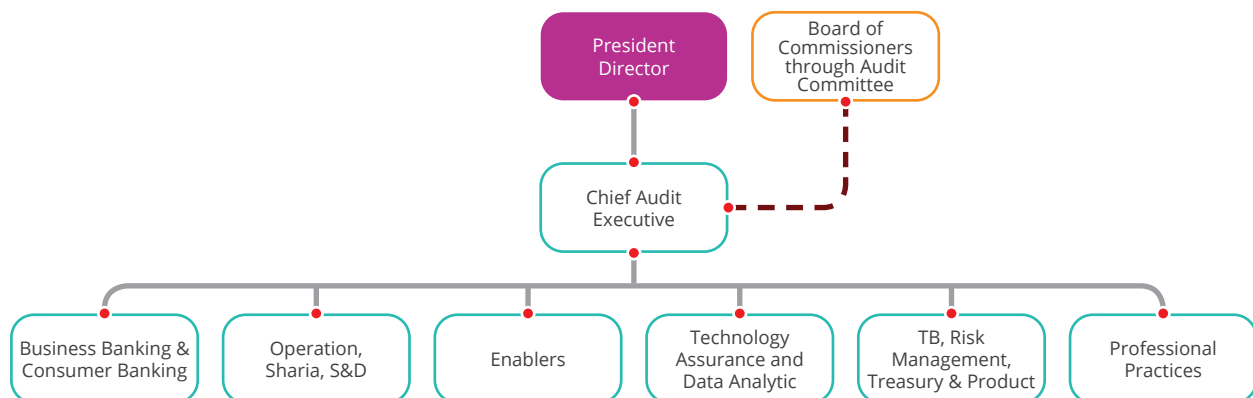 President
Director
Board of
Commissioners
through Audit
Committee
Chief Audit
Executive
Business Banking &
Consumer Banking
Operation,
Sharia, S&D
Enablers
Technology
Assurance and
Data Analytic
TB, Risk
Management,
Treasury & Product
Professional
Practices